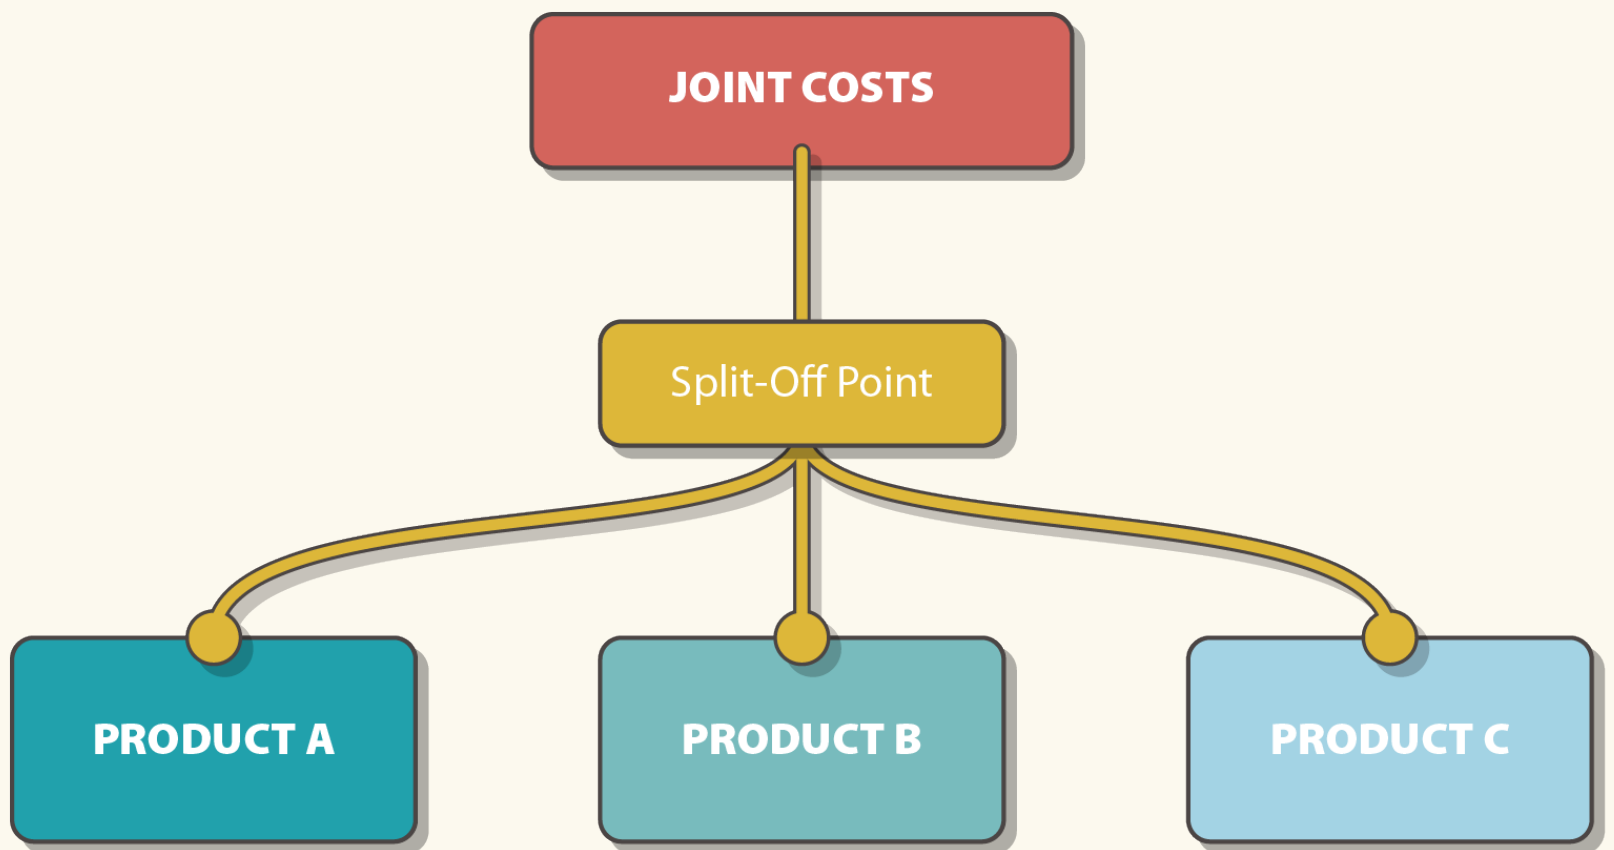 JOINT COSTS
Split-Off Point
PRODUCT A
PRODUCT B
PRODUCT C